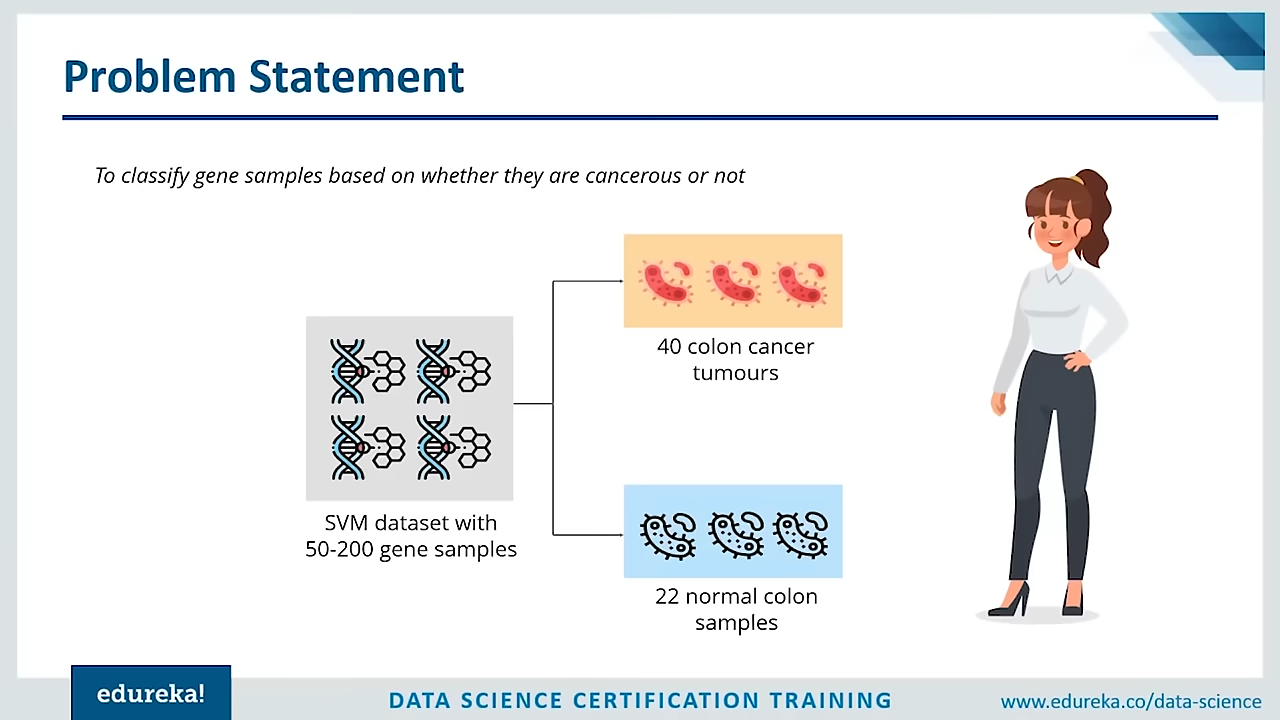 Problem Statement
To classify gene samples based on whether they are cancerous or not
40 colon cancer
tumours
SVM dataset with
50-200 gene samples
22 normal colon
samples
edureka!
DATA SCIENCE CERTIFICATION TRAINING
www.edureka.co/data-science